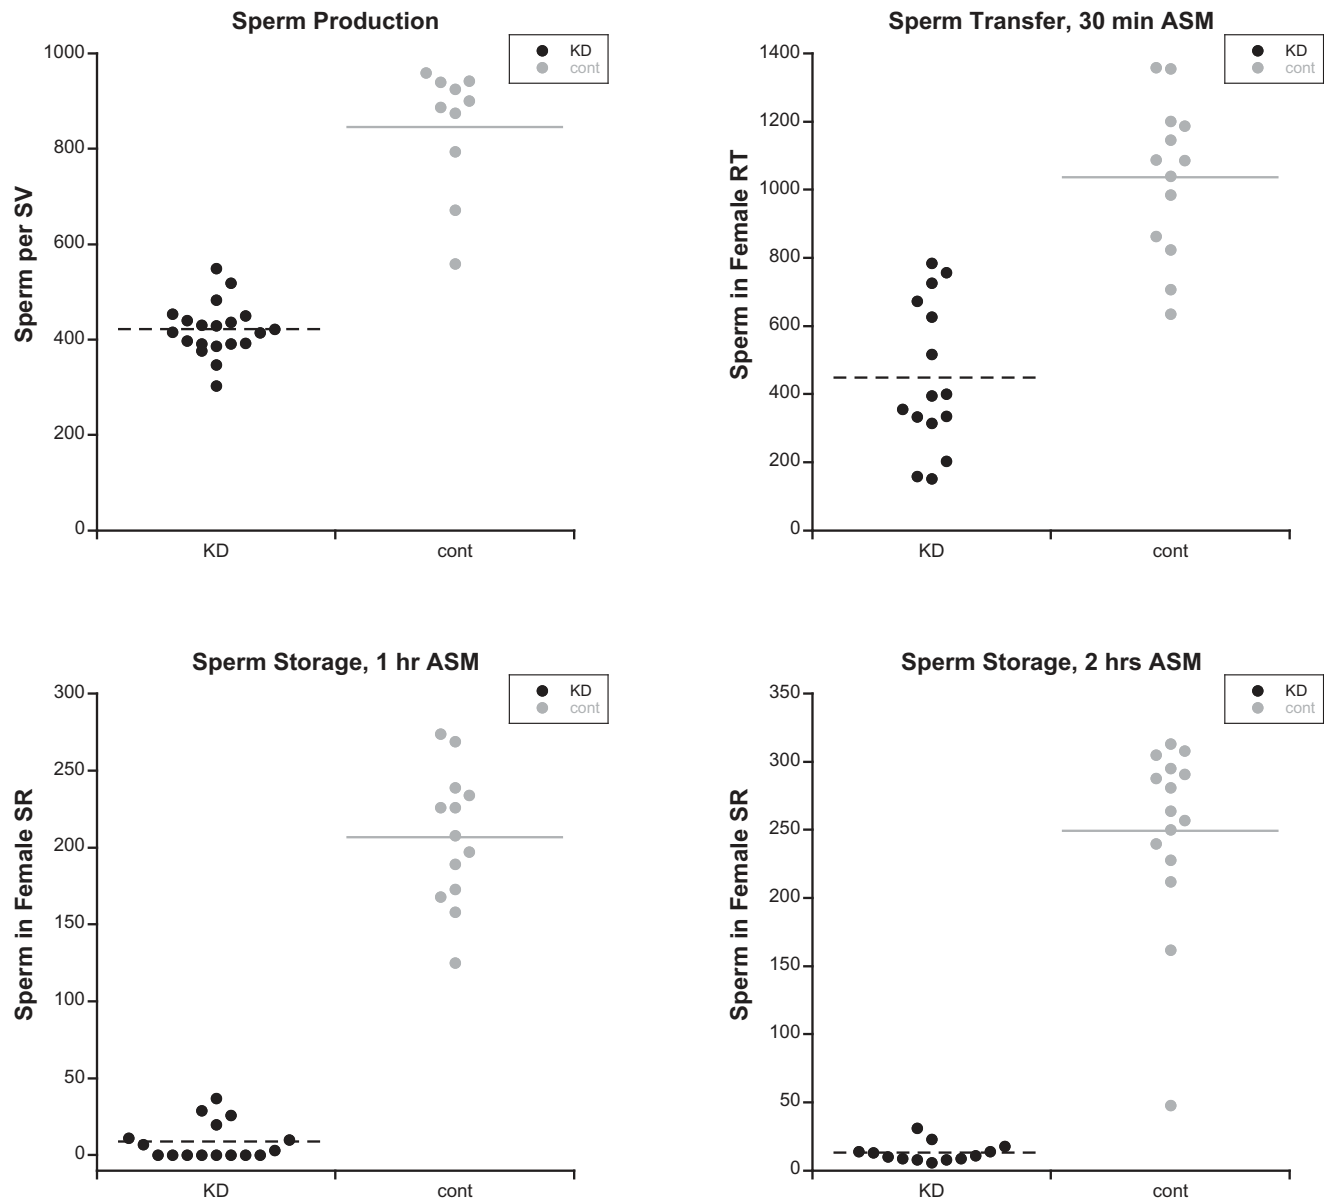 Sperm Production
KD
cont
1000
800
600
400
200
0
Sperm per SV
KD
cont
Sperm Transfer, 30 min ASM
KD
cont
1400
1200
1000
800
600
400
200
0
Sperm in Female RT
KD
cont
Sperm Storage, 1 hr ASM
KD
cont
300
250
200
150
100
50
0
Sperm in Female SR
KD
cont
Sperm Storage, 2 hrs ASM
KD
cont
350
300
250
200
150
100
50
0
Sperm in Female SR
KD
cont